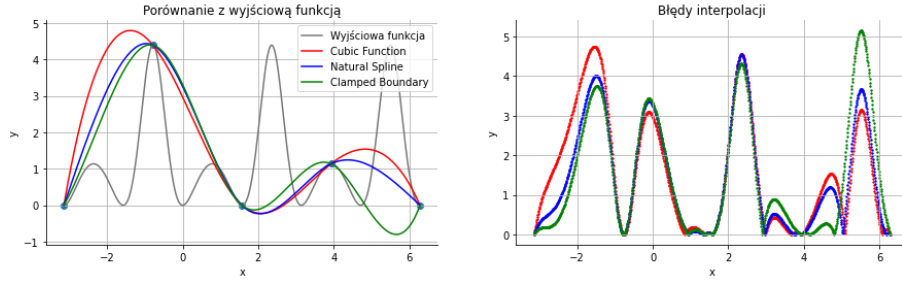 Porównanie z wyjściową funkcją
5
4
3
2
1
0
−1
y
−2
0
2
4
6
x
Wyjściowa funkcja
Cubic Function
Natural Spline
Clamped Boundary
Błędy interpolacji
5
4
3
2
1
0
y
−2
0
2
4
6
x